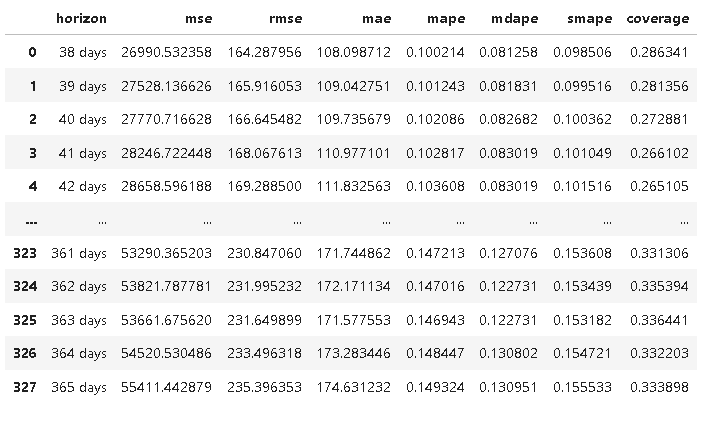 horizon mse rmse mae mape mdape smape coverage
0 38 days 26990.532358 164.287956 108.098712 0.100214 0.081258 0.098506 0.286341
1 39 days 27528.136626 165.916053 109.042751 0.101243 0.081831 0.099516 0.281356
2 40 days 27770.716628 166.645482 109.735679 0.102086 0.082682 0.100362 0.272881
3 41 days 28246.722448 168.067613 110.977101 0.102817 0.083019 0.101049 0.266102
4 42 days 28658.596188 169.288500 111.832563 0.103608 0.083019 0.101516 0.265105
... ... ... ... ... ... ... ... ...
323 361 days 53290.365203 230.847060 171.744862 0.147213 0.127076 0.153608 0.331306
324 362 days 53821.787781 231.995232 172.171134 0.147016 0.122731 0.153439 0.335394
325 363 days 53661.675620 231.649899 171.577553 0.146943 0.122731 0.153182 0.336441
326 364 days 54520.530486 233.496318 173.283446 0.148447 0.130802 0.154721 0.332203
327 365 days 55411.442879 235.396353 174.631232 0.149324 0.130951 0.155533 0.333898